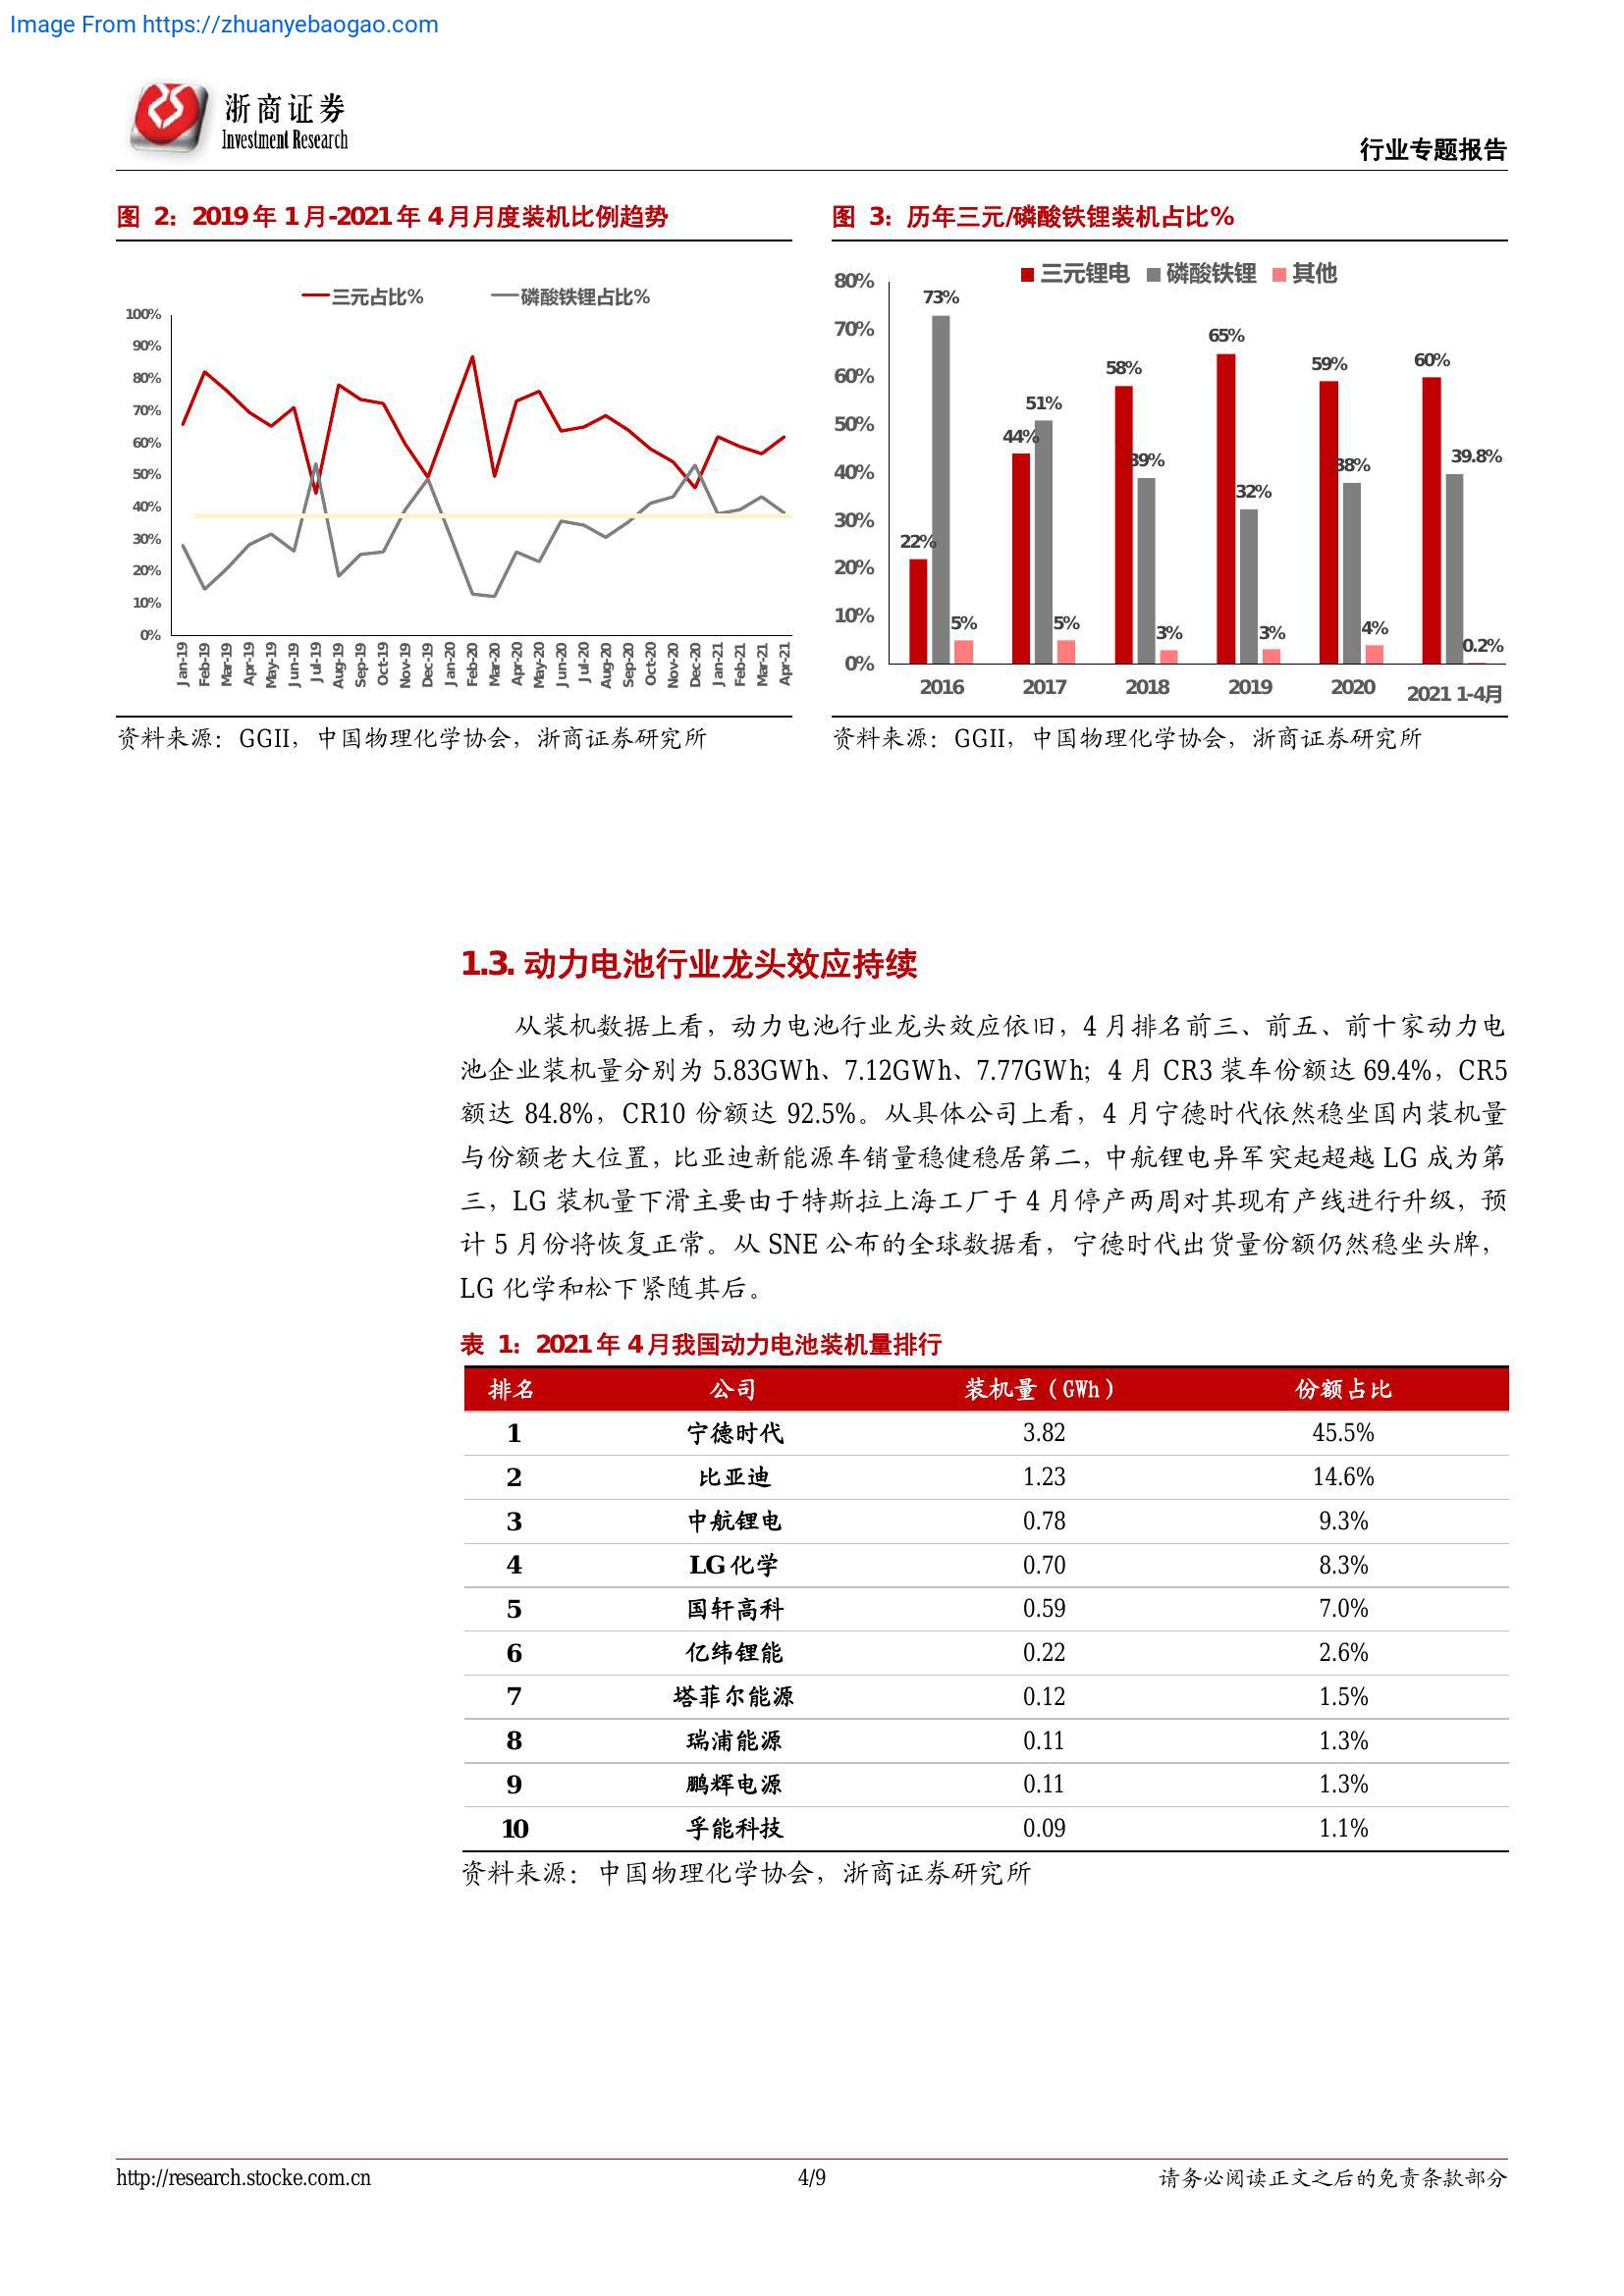 Image From https://zhuanyebaogao.com
浙商证券
Investment Research
行业专题报告
图 2：2019年1月-2021年4月月度装机比例趋势
三元占比% 磷酸铁锂占比%
100%
90%
80%
70%
60%
50%
40%
30%
20%
10%
0%
Jan-19 Feb-19 Mar-19 Apr-19 May-19 Jun-19 Jul-19 Aug-19 Sep-19 Oct-19 Nov-19 Dec-19 Jan-20 Feb-20 Mar-20 Apr-20 May-20 Jun-20 Jul-20 Aug-20 Sep-20 Oct-20 Nov-20 Dec-20 Jan-21 Feb-21 Mar-21 Apr-21
资料来源：GGII，中国物理化学协会，浙商证券研究所
图 3：历年三元/磷酸铁锂装机占比%
三元锂电 磷酸铁锂 其他
80%
70%
60%
50%
40%
30%
20%
10%
0%
22% 73% 5%
44% 51% 5%
58% 39% 3%
65% 32% 3%
59% 38% 4%
60% 39.8% 0.2%
2016 2017 2018 2019 2020 2021 1-4月
资料来源：GGII，中国物理化学协会，浙商证券研究所
1.3. 动力电池行业龙头效应持续
从装机数据上看，动力电池行业龙头效应依旧，4 月排名前三、前五、前十家动力电
池企业装机量分别为 5.83GWh、7.12GWh、7.77GWh；4 月 CR3 装车份额达 69.4%，CR5
额达 84.8%，CR10 份额达 92.5%。从具体公司上看，4 月宁德时代依然稳坐国内装机量
与份额老大位置，比亚迪新能源车销量稳健稳居第二，中航锂电异军突起超越 LG 成为第
三，LG 装机量下滑主要由于特斯拉上海工厂于 4 月停产两周对其现有产线进行升级，预
计 5 月份将恢复正常。从 SNE 公布的全球数据看，宁德时代出货量份额仍然稳坐头牌，
LG 化学和松下紧随其后。
表 1：2021年4月我国动力电池装机量排行
排名 公司 装机量（GWh） 份额占比
1 宁德时代 3.82 45.5%
2 比亚迪 1.23 14.6%
3 中航锂电 0.78 9.3%
4 LG化学 0.70 8.3%
5 国轩高科 0.59 7.0%
6 亿纬锂能 0.22 2.6%
7 塔菲尔能源 0.12 1.5%
8 瑞浦能源 0.11 1.3%
9 鹏辉电源 0.11 1.3%
10 孚能科技 0.09 1.1%
资料来源：中国物理化学协会，浙商证券研究所
http://research.stocke.com.cn 4/9 请务必阅读正文之后的免责条款部分